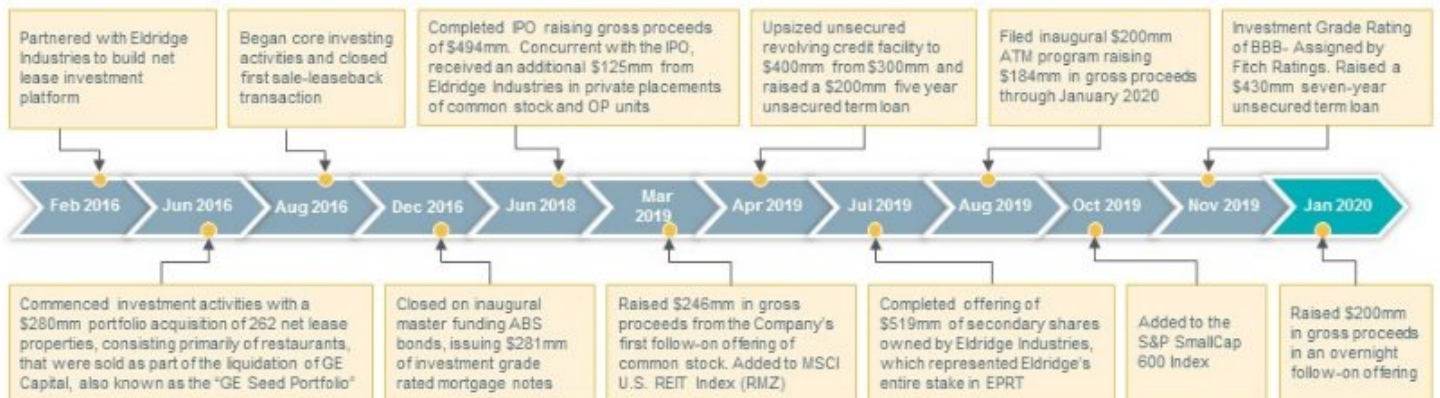 Partnered with Eldridge
Industries to build net
lease investment
platform
Began core investing
activities and closed
first sale-leaseback
transaction
Completed IPO raising gross proceeds
of $494mm. Concurrent with the IPO,
received an additional $125mm from
Eldridge Industries in private placements
of common stock and OP units
Upsized unsecured
revolving credit facility to
$400mm from $300mm and
raised a $200mm five year
unsecured term loan
Filed inaugural $200mm
ATM program raising
$184mm in gross proceeds
through January 2020
Investment Grade Rating
of BBB- Assigned by
Fitch Ratings. Raised a
$430mm seven-year
unsecured term loan
Feb 2016
Jun 2016
Aug 2016
Dec 2016
Jun 2018
Mar
2019
Apr 2019
Jul 2019
Aug 2019
Oct 2019
Nov 2019
Jan 2020
Commenced investment activities with a
$280mm portfolio acquisition of 262 net lease
properties, consisting primarily of restaurants,
that were sold as part of the liquidation of GE
Capital, also known as the “GE Seed Portfolio”
Closed on inaugural
master funding ABS
bonds, issuing $281mm
of investment grade
rated mortgage notes
Raised $246mm in gross
proceeds from the Company's
first follow-on offering of
common stock. Added to MSCI
U.S. REIT Index (RMZ)
Completed offering of
$519mm of secondary shares
owned by Eldridge Industries,
which represented Eldridge's
entire stake in EPRT
Added to the
S&P SmallCap
600 Index
Raised $200mm
in gross proceeds
in an overnight
follow-on offering